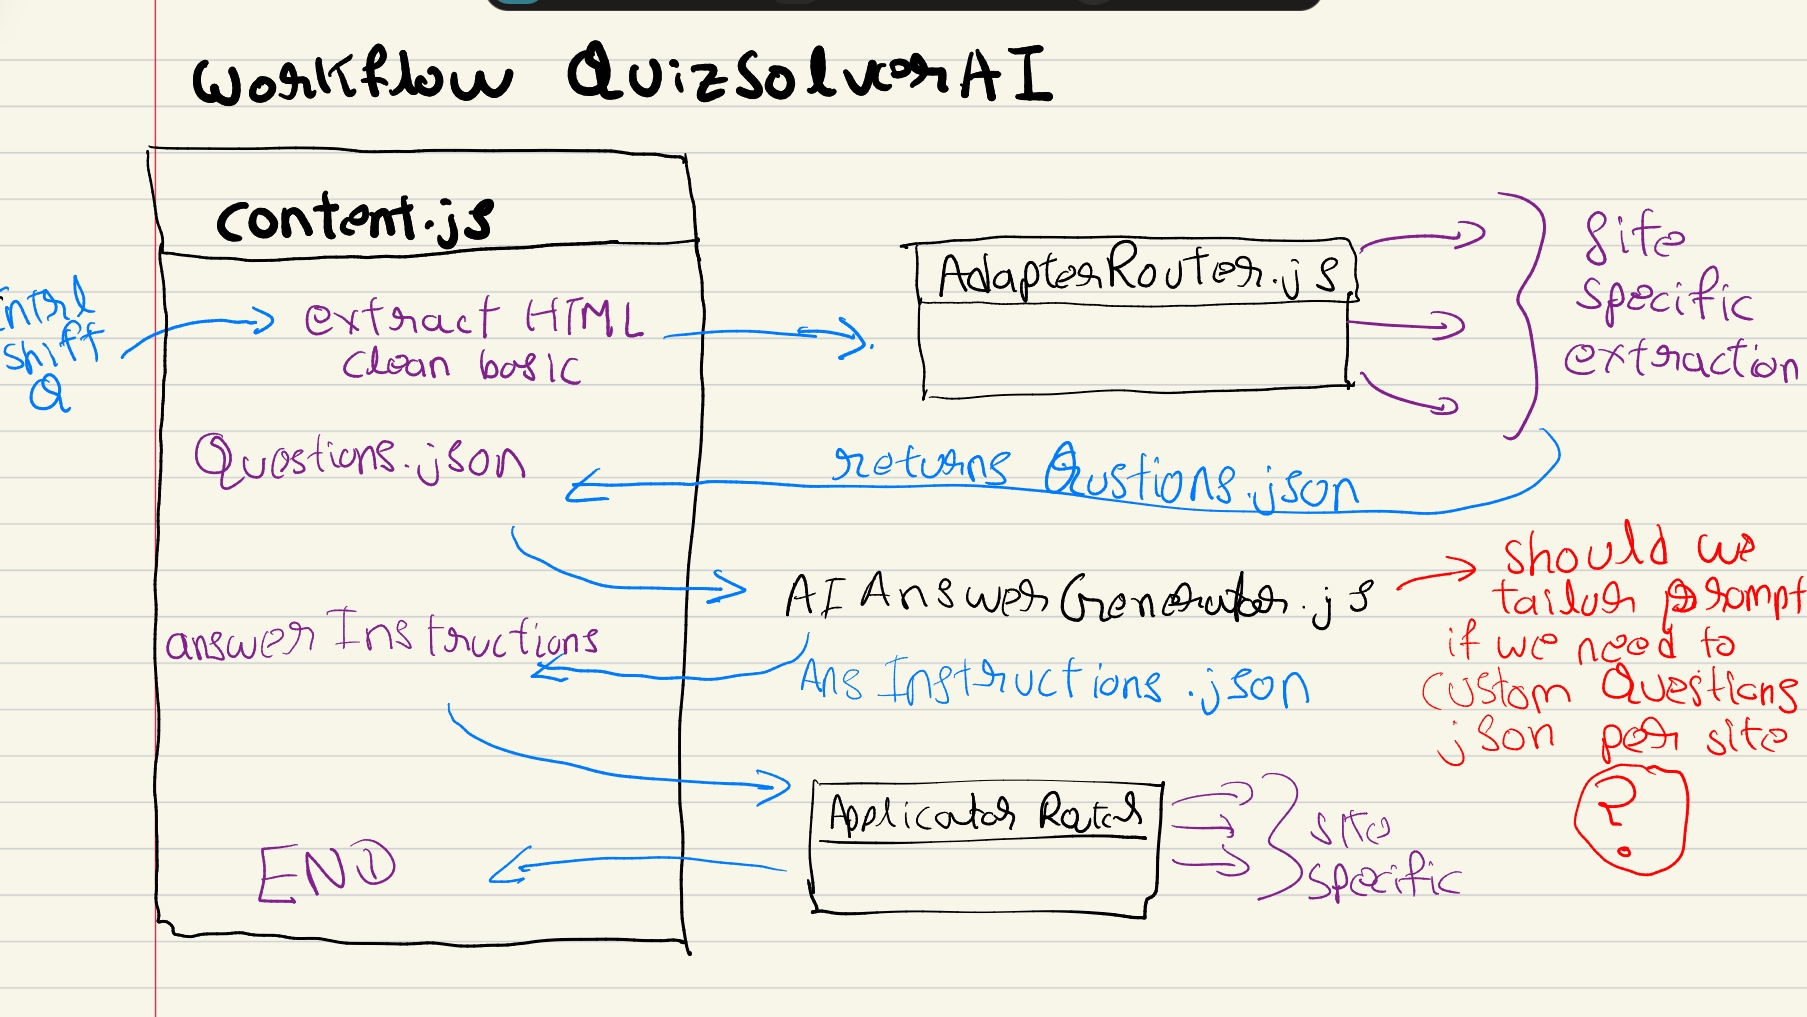 Workflow QuizSolverAI
content.js
shift
Q
extract HTML
clean basic
AdapterRouter.js
site
specific
extraction
Questions.json
returns Qustions.json
AI AnswerGenerator.js
should we
tailor prompt
if we need to
custom Questions
json per site
?
answer Instructions
Ans Instructions.json
Applicator Router
site
specific
END